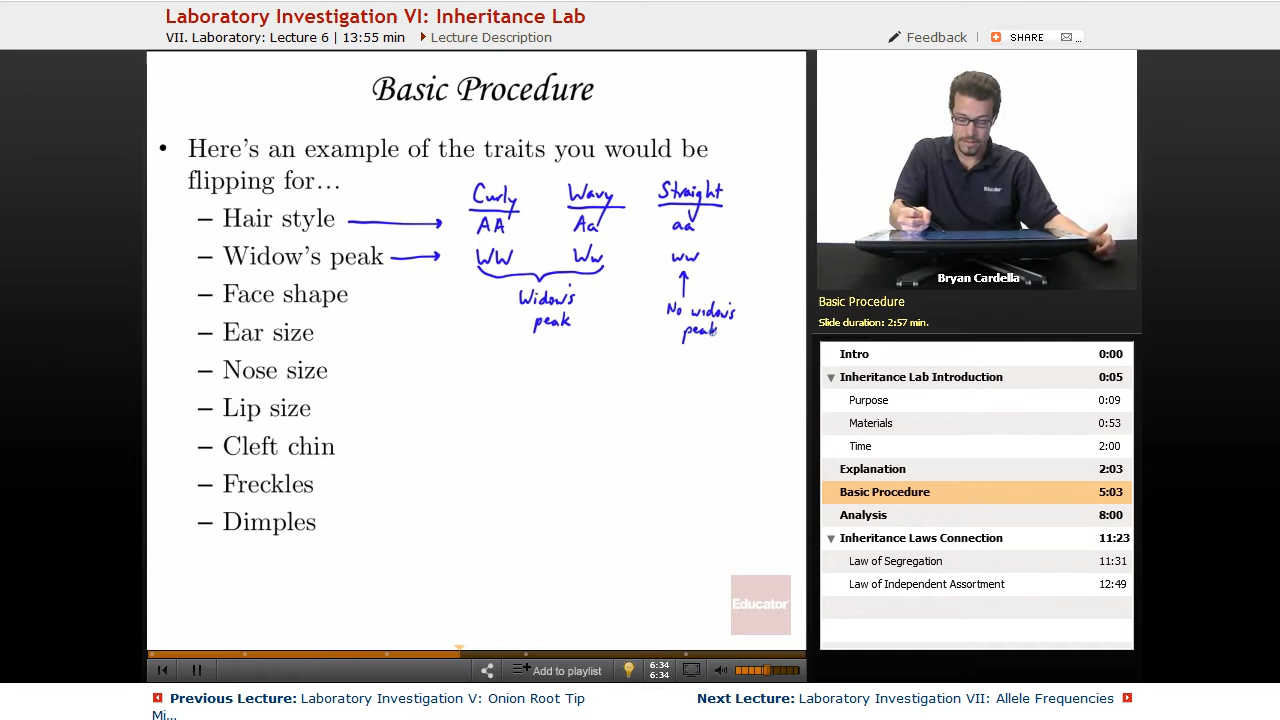 Laboratory Investigation VI: Inheritance Lab
VII. Laboratory: Lecture 6 | 13:55 min Lecture Description
Feedback
SHARE
Basic Procedure
• Here's an example of the traits you would be
flipping for…
– Hair style
– Widow's peak
– Face shape
– Ear size
– Nose size
– Lip size
– Cleft chin
– Freckles
– Dimples
Curly Wavy Straight
AA Aa aa
WW Ww ww
Widow's
peak
No widow's
peak
Educator
Educator
Bryan Cardella
Basic Procedure
Slide duration: 2:57 min.
Intro 0:00
Inheritance Lab Introduction 0:05
Purpose 0:09
Materials 0:53
Time 2:00
Explanation 2:03
Basic Procedure 5:03
Analysis 8:00
Inheritance Laws Connection 11:23
Law of Segregation 11:31
Law of Independent Assortment 12:49
Add to playlist
6:34
6:34
Previous Lecture: Laboratory Investigation V: Onion Root Tip
Mi...
Next Lecture: Laboratory Investigation VII: Allele Frequencies